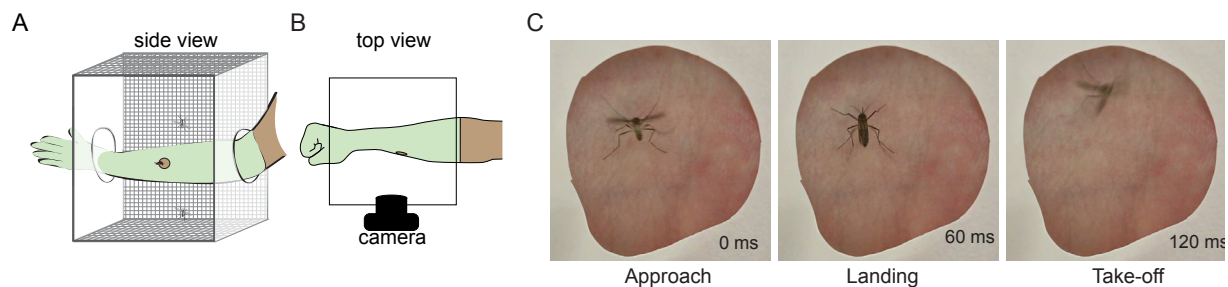 A
side view
B
top view
camera
C
0 ms
60 ms
120 ms
Approach
Landing
Take-off